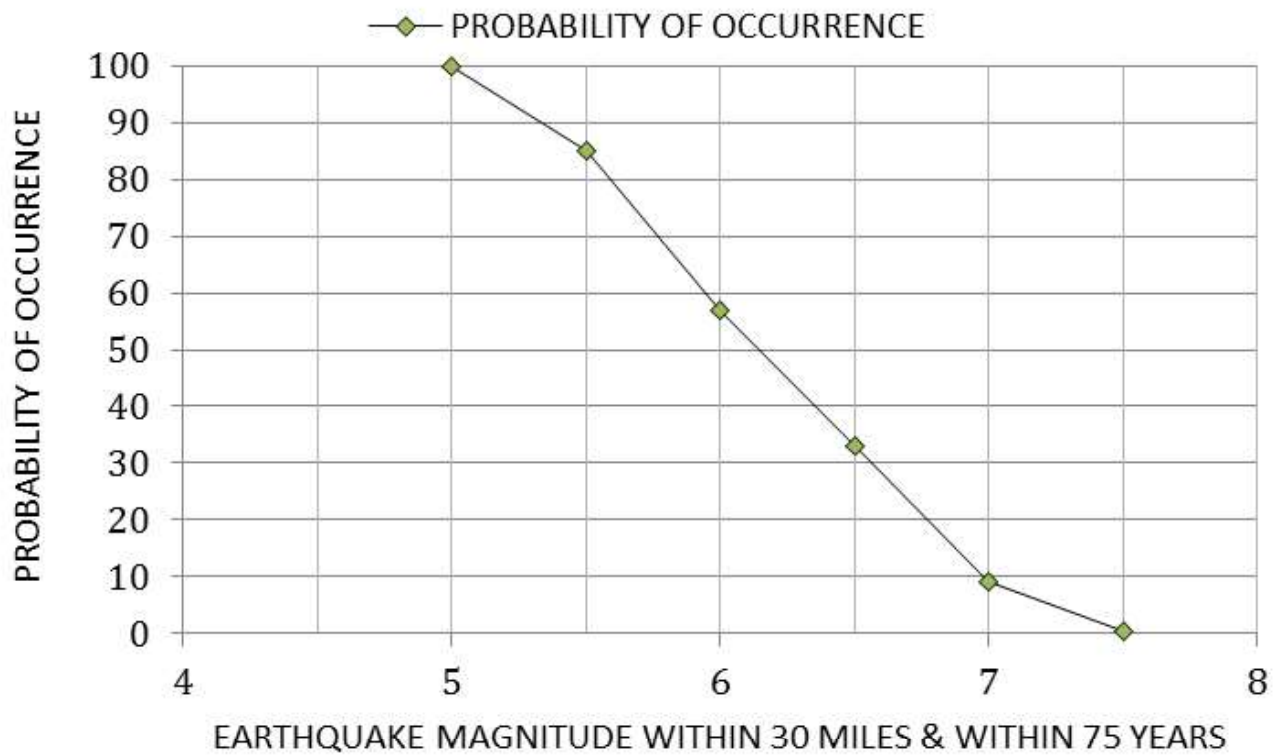 PROBABILITY OF OCCURRENCE
PROBABILITY OF OCCURRENCE
100
90
80
70
60
50
40
30
20
10
0
4 5 6 7 8
EARTHQUAKE MAGNITUDE WITHIN 30 MILES & WITHIN 75 YEARS